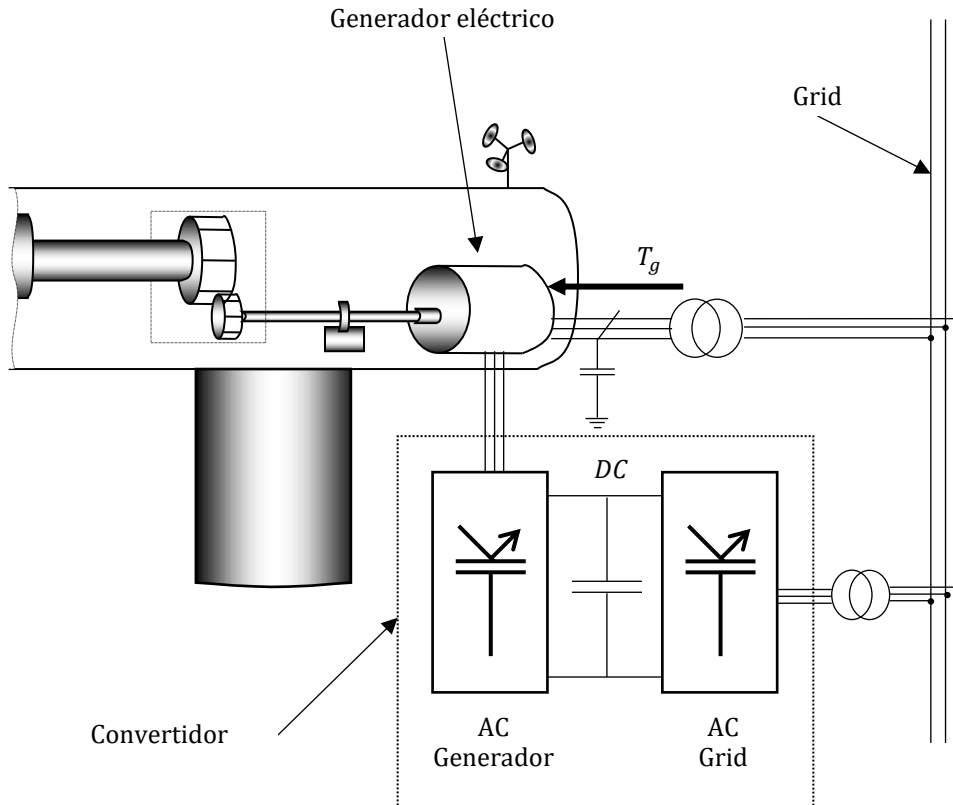 Generador eléctrico
Grid
T_g
DC
Convertidor
AC
Generador
AC
Grid